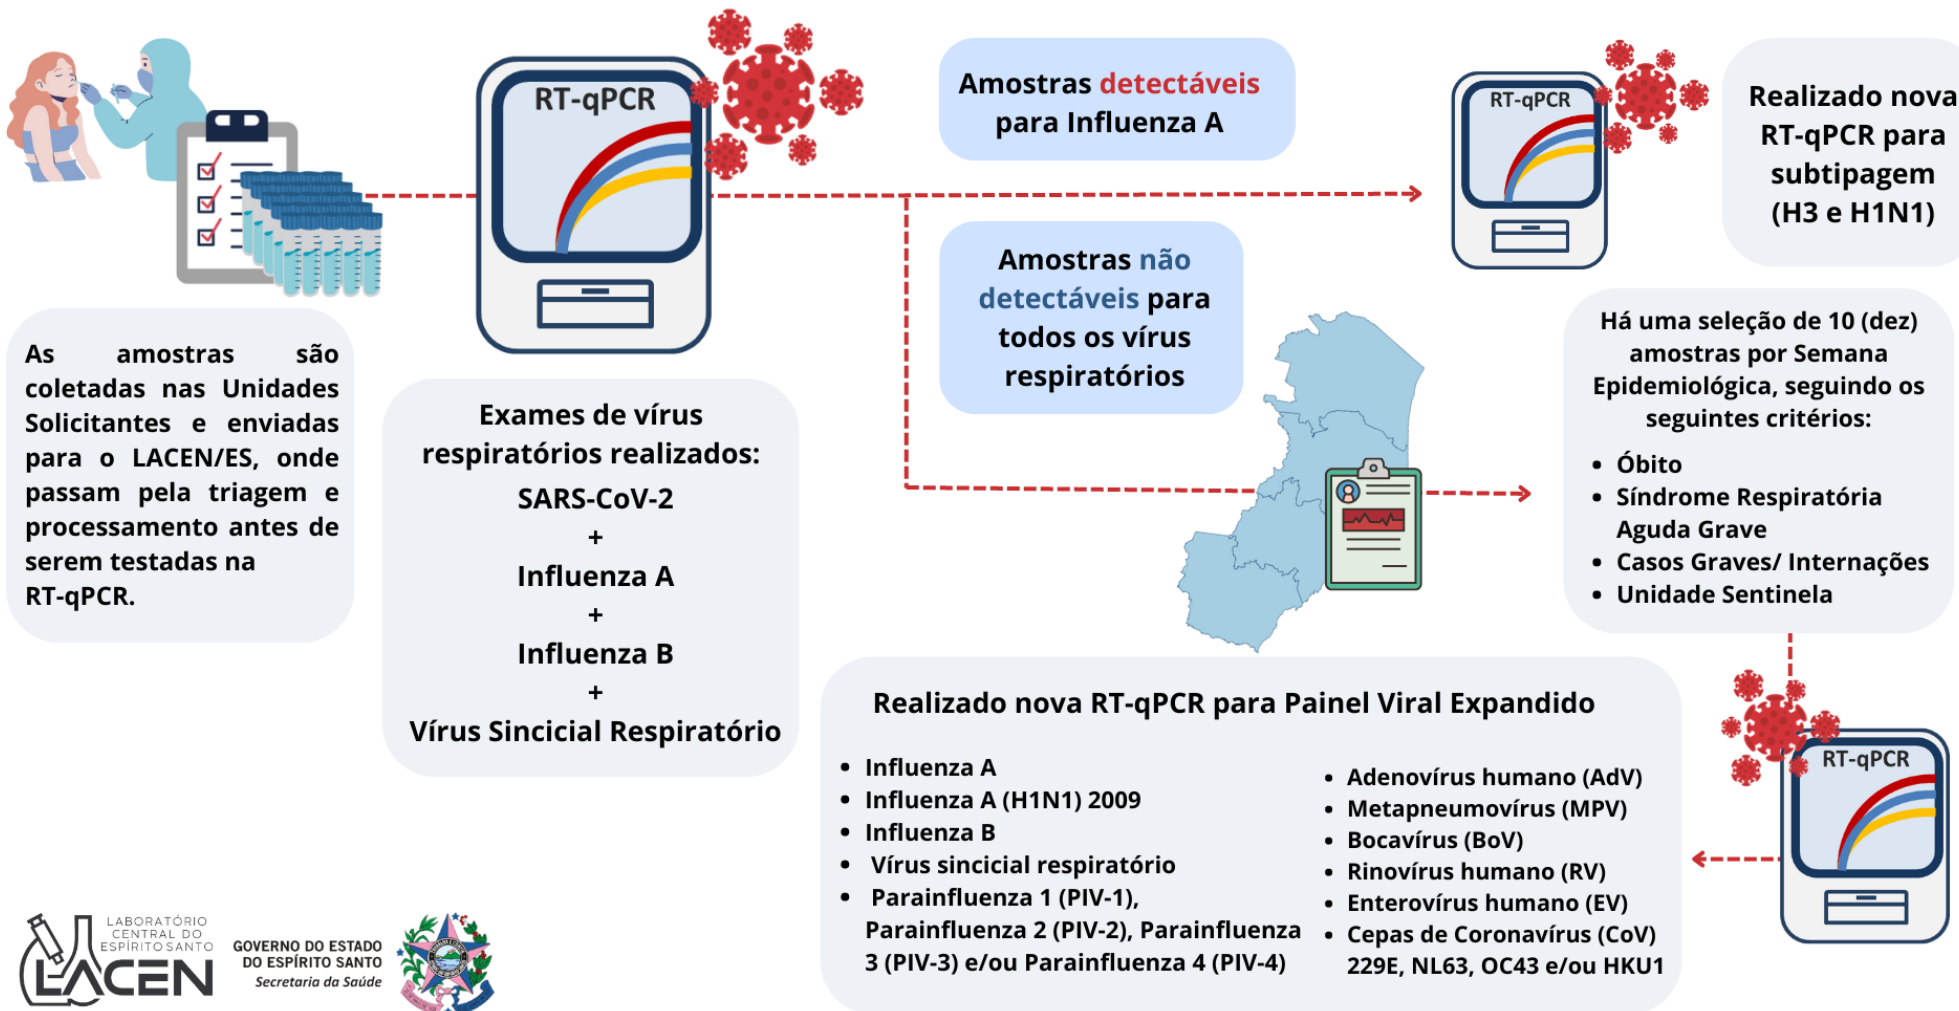 RT-qPCR
Amostras detectáveis
para Influenza A
RT-qPCR
Realizado nova
RT-qPCR para
subtipagem
(H3 e H1N1)
As amostras são
coletadas nas Unidades
Solicitantes e enviadas
para o LACEN/ES, onde
passam pela triagem e
processamento antes de
serem testadas na
RT-qPCR.
Exames de vírus
respiratórios realizados:
SARS-CoV-2
+
Influenza A
+
Influenza B
+
Vírus Sincicial Respiratório
Amostras não
detectáveis para
todos os vírus
respiratórios
Há uma seleção de 10 (dez)
amostras por Semana
Epidemiológica, seguindo os
seguintes critérios:
• Óbito
• Síndrome Respiratória
Aguda Grave
• Casos Graves/ Internações
• Unidade Sentinela
RT-qPCR
Realizado nova RT-qPCR para Painel Viral Expandido
• Influenza A
• Influenza A (H1N1) 2009
• Influenza B
• Vírus sincicial respiratório
• Parainfluenza 1 (PIV-1),
Parainfluenza 2 (PIV-2), Parainfluenza
3 (PIV-3) e/ou Parainfluenza 4 (PIV-4)
• Adenovírus humano (AdV)
• Metapneumovírus (MPV)
• Bocavírus (BoV)
• Rinovírus humano (RV)
• Enterovírus humano (EV)
• Cepas de Coronavírus (CoV)
229E, NL63, OC43 e/ou HKU1
LABORATÓRIO
CENTRAL DO
ESPÍRITO SANTO
LACEN
GOVERNO DO ESTADO
DO ESPÍRITO SANTO
Secretaria da Saúde